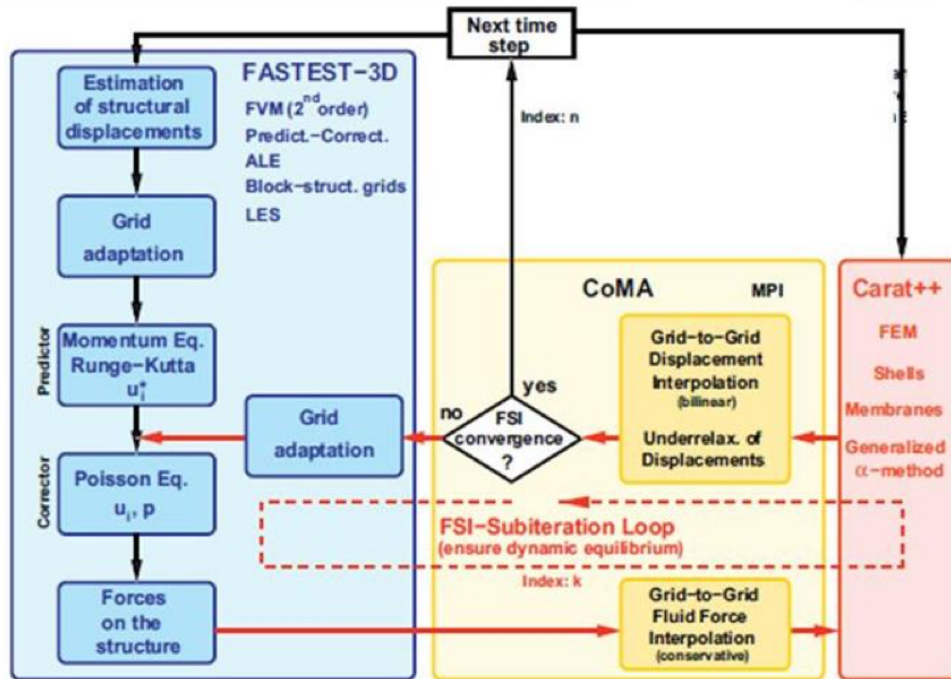 Next time
step
FASTEST-3D
FVM (2nd order)
Predict.-Correct.
ALE
Block-struct. grids
LES
Estimation
of structural
displacements
Grid
adaptation
Predictor
Momentum Eq.
Runge-Kutta
u*i
Corrector
Poisson Eq.
ui, p
Forces
on the
structure
Grid
adaptation
Index: n
CoMA
MPI
Grid-to-Grid
Displacement
Interpolation
(bilinear)
Underrelax. of
Displacements
yes
no
FSI
convergence
?
FSI-Subiteration Loop
(ensure dynamic equilibrium)
Index: k
Grid-to-Grid
Fluid Force
Interpolation
(conservative)
Carat++
FEM
Shells
Membranes
Generalized
α-method